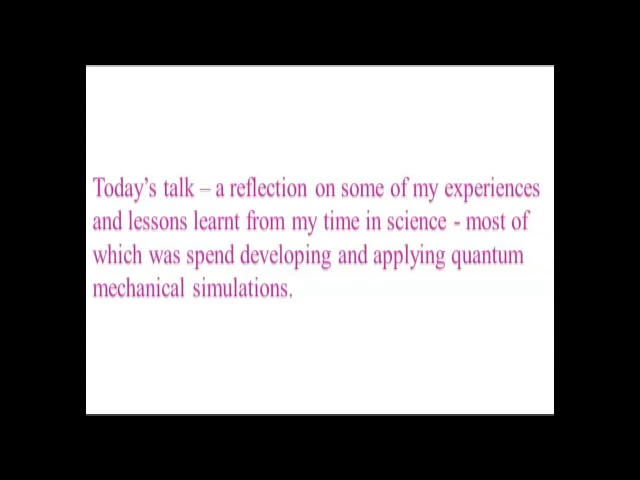 Today’s talk – a reflection on some of my experiences
and lessons learnt from my time in science - most of
which was spend developing and applying quantum
mechanical simulations.